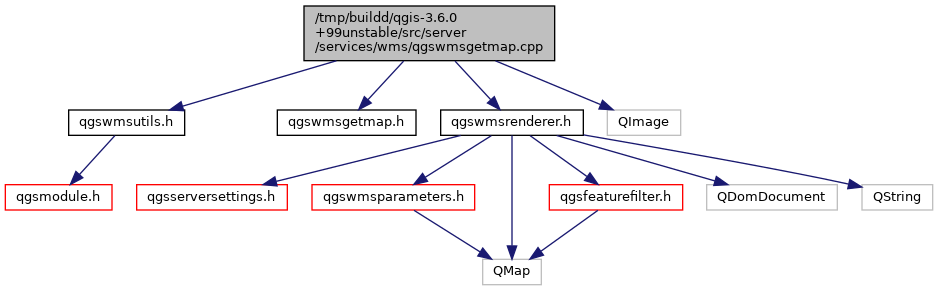 /tmp/buildd/qgis-3.6.0
+99unstable/src/server
/services/wms/qgswmsgetmap.cpp
qgswmsutils.h
qgswmsgetmap.h
qgswmsrenderer.h
QImage
qgsmodule.h
qgsserversettings.h
qgswmsparameters.h
qgsfeaturefilter.h
QDomDocument
QString
QMap